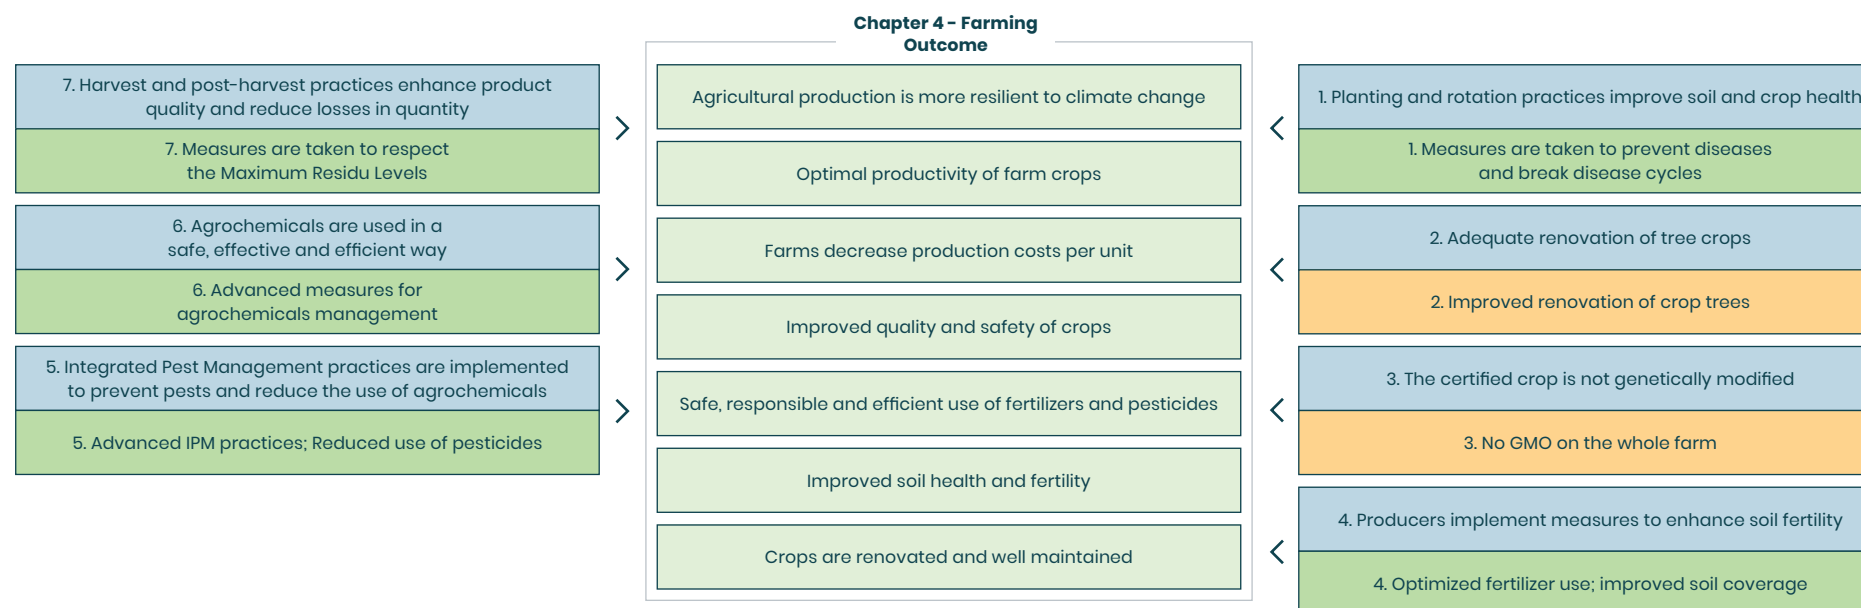 Chapter 4 - Farming
Outcome
7. Harvest and post-harvest practices enhance product
quality and reduce losses in quantity
7. Measures are taken to respect
the Maximum Residu Levels
6. Agrochemicals are used in a
safe, effective and efficient way
6. Advanced measures for
agrochemicals management
5. Integrated Pest Management practices are implemented
to prevent pests and reduce the use of agrochemicals
5. Advanced IPM practices; Reduced use of pesticides
Agricultural production is more resilient to climate change
Optimal productivity of farm crops
Farms decrease production costs per unit
Improved quality and safety of crops
Safe, responsible and efficient use of fertilizers and pesticides
Improved soil health and fertility
Crops are renovated and well maintained
1. Planting and rotation practices improve soil and crop health
1. Measures are taken to prevent diseases
and break disease cycles
2. Adequate renovation of tree crops
2. Improved renovation of crop trees
3. The certified crop is not genetically modified
3. No GMO on the whole farm
4. Producers implement measures to enhance soil fertility
4. Optimized fertilizer use; improved soil coverage